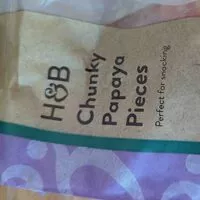 H&B
Chunky
Papaya
Pieces
Perfect for snacking